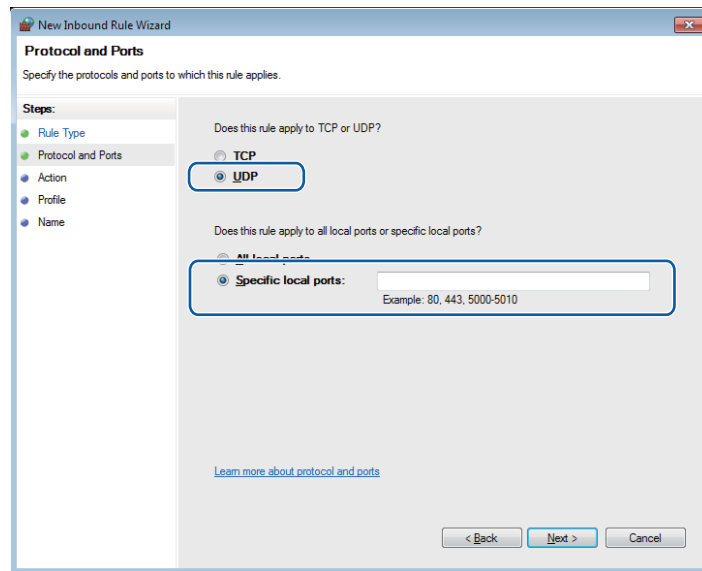 New Inbound Rule Wizard
Protocol and Ports
Specify the protocols and ports to which this rule applies.
Steps:
Rule Type
Protocol and Ports
Action
Profile
Name
Does this rule apply to TCP or UDP?
TCP
UDP
Does this rule apply to all local ports or specific local ports?
All local ports
Specific local ports:
Example: 80, 443, 5000-5010
Learn more about protocol and ports
< Back
Next >
Cancel